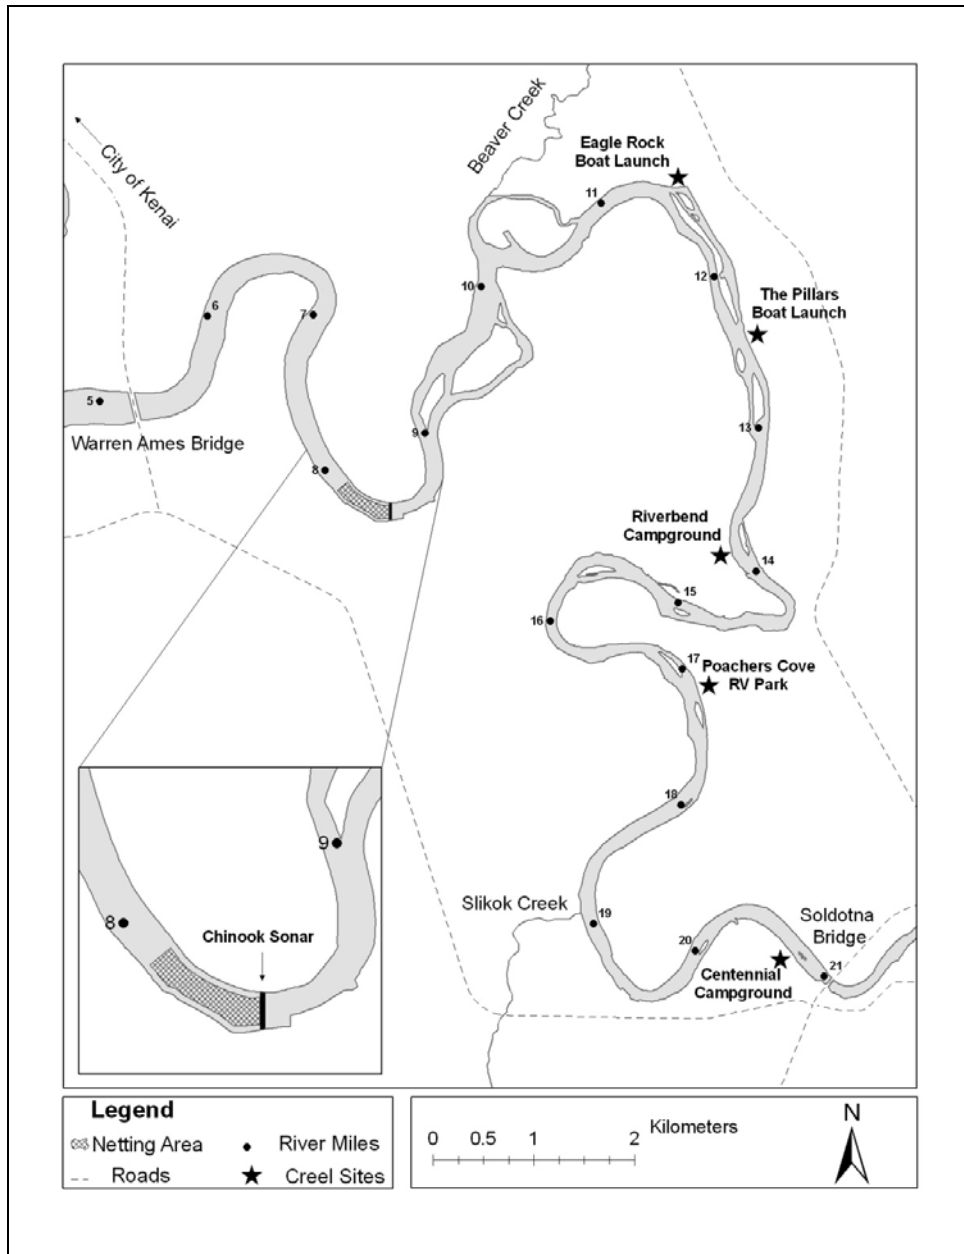 Beaver Creek
City of Kenai
Eagle Rock
Boat Launch
11
10
12
The Pillars
Boat Launch
6
7
5
Warren Ames Bridge
9
13
8
Riverbend
Campground
14
15
16
17
Poachers Cove
RV Park
18
9
8
Chinook Sonar
Slikok Creek
19
20
Soldotna
Bridge
Centennial
Campground
21
Legend
Netting Area
River Miles
Roads
Creel Sites
Kilometers
0 0.5 1 2
N